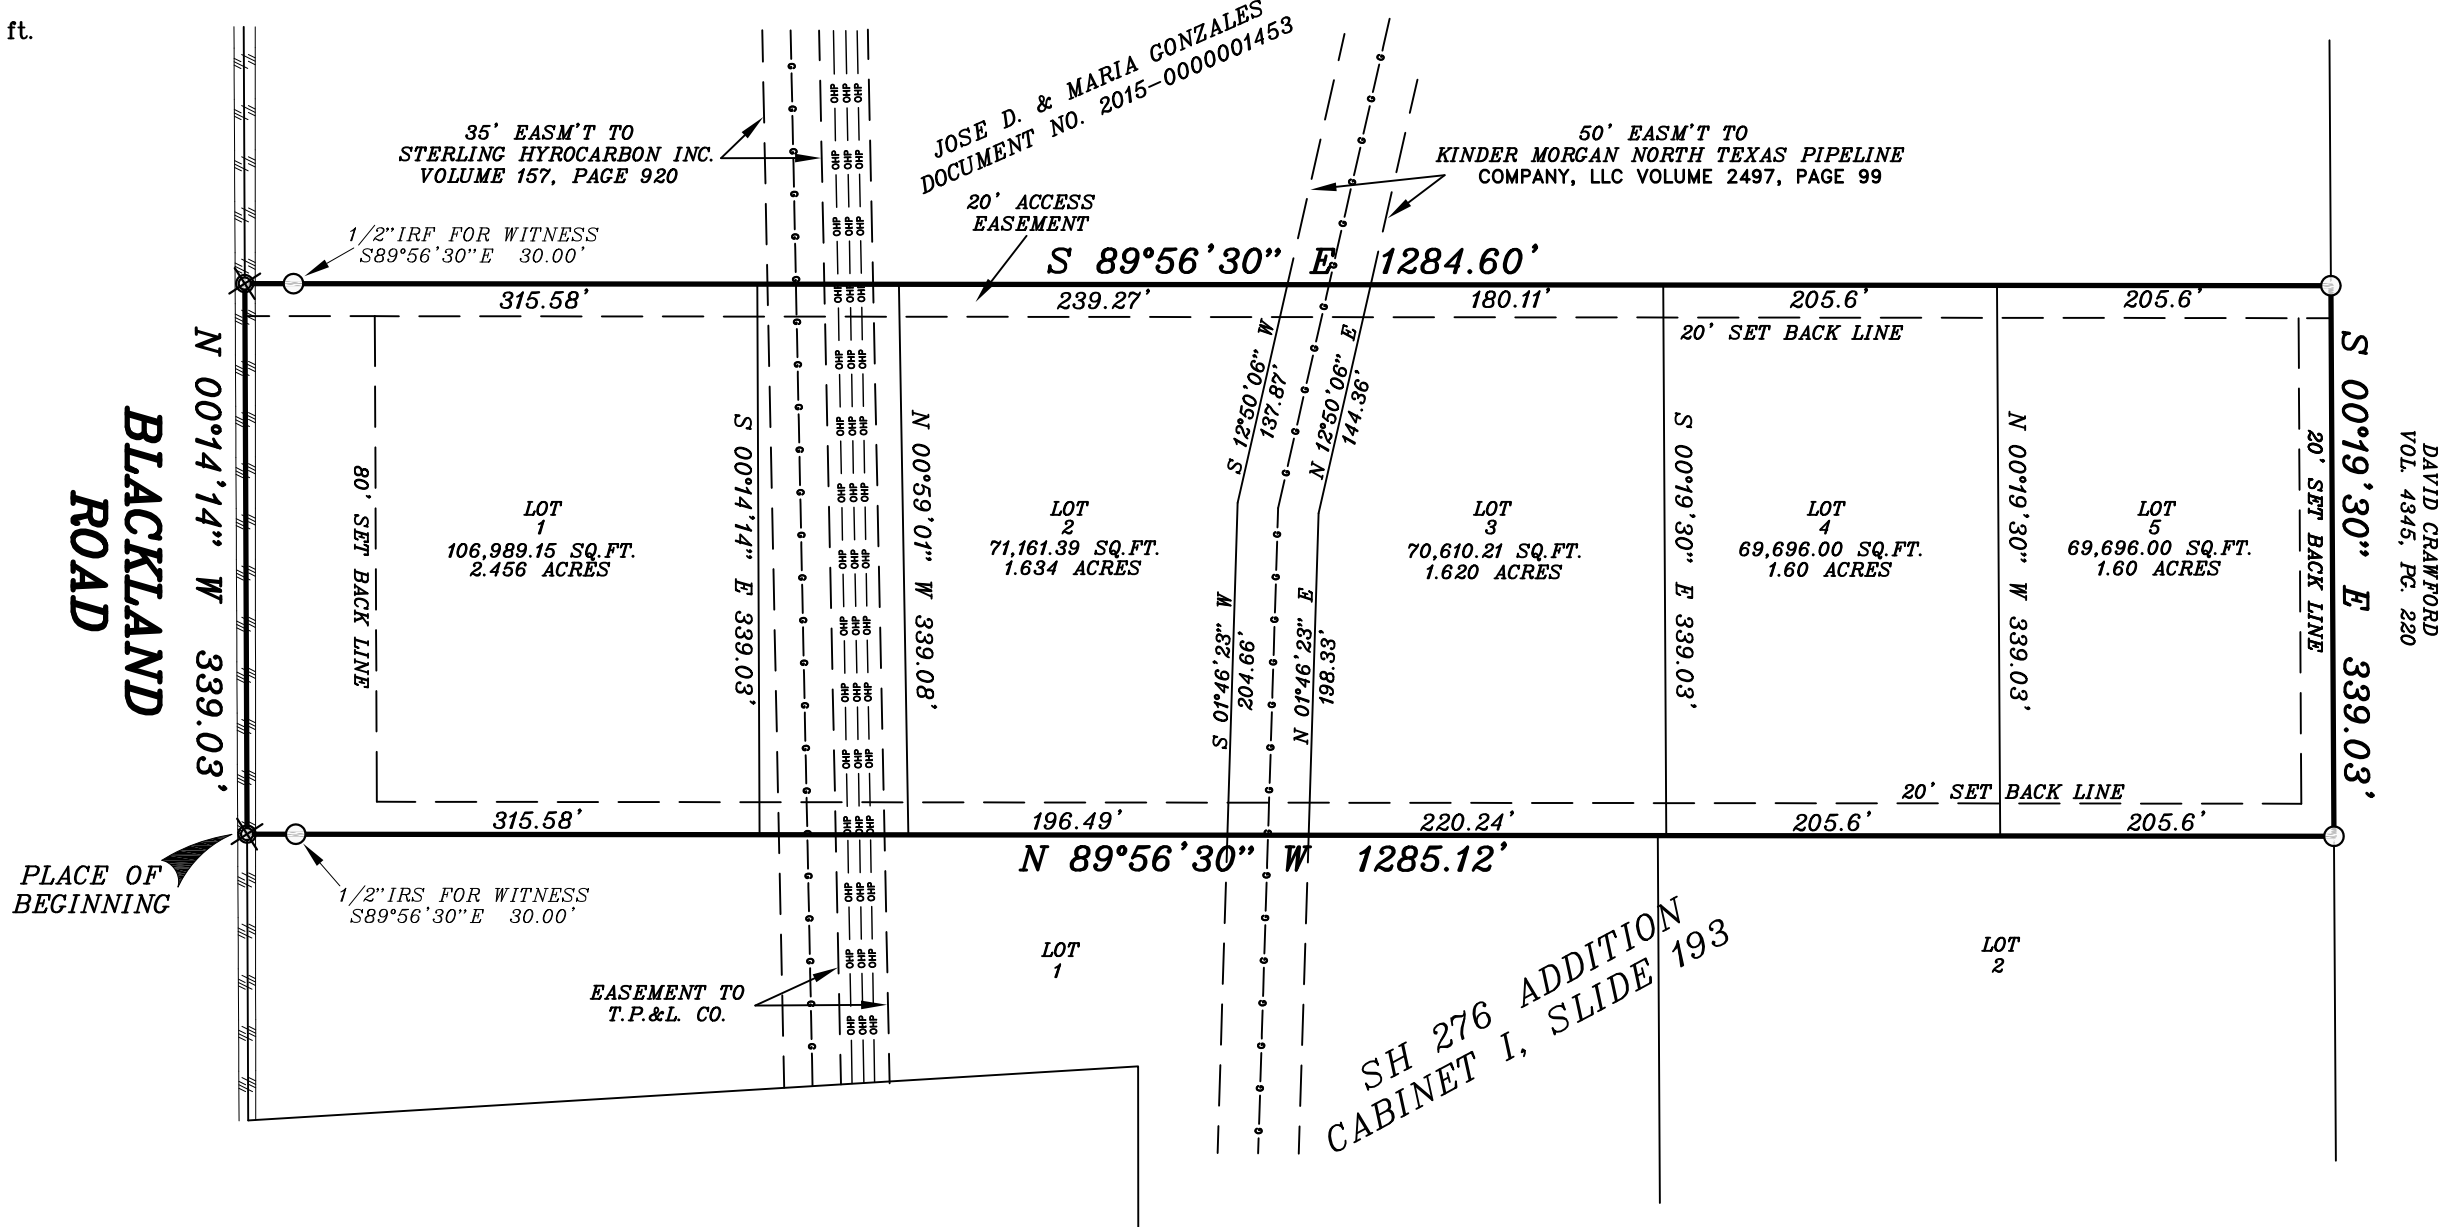 ft.
JOSE D. & MARIA GONZALES
DOCUMENT NO. 2015-0000001453
35' EASM'T TO
STERLING HYROCARBON INC.
VOLUME 157, PAGE 920
50' EASM'T TO
KINDER MORGAN NORTH TEXAS PIPELINE
COMPANY, LLC VOLUME 2497, PAGE 99
20' ACCESS
EASEMENT
1/2"IRF FOR WITNESS
S89°56'30"E 30.00'
S 89°56'30" E 1284.60'
315.58'
239.27'
180.11'
205.6'
205.6'
20' SET BACK LINE
BLACKLAND
ROAD
N 00°14'14" W 339.03'
80' SET BACK LINE
LOT
1
106,989.15 SQ.FT.
2.456 ACRES
S 00°14'14" E 339.03'
G
OHP OHP OHP
N 00°59'01" W 339.08'
LOT
2
71,161.39 SQ.FT.
1.634 ACRES
S 12°50'06" W
137.87'
N 12°50'06" E
144.36'
S 01°46'23" W
204.66'
N 01°46'23" E
198.33'
LOT
3
70,610.21 SQ.FT.
1.620 ACRES
S 00°19'30" E 339.03'
LOT
4
69,696.00 SQ.FT.
1.60 ACRES
N 00°19'30" W 339.03'
LOT
5
69,696.00 SQ.FT.
1.60 ACRES
20' SET BACK LINE
S 00°19'30" E 339.03'
DAVID CRAWFORD
VOL. 4345, PG. 220
20' SET BACK LINE
315.58'
196.49'
220.24'
205.6'
205.6'
N 89°56'30" W 1285.12'
PLACE OF
BEGINNING
1/2"IRS FOR WITNESS
S89°56'30"E 30.00'
EASEMENT TO
T.P.&L. CO.
LOT
1
SH 276 ADDITION
CABINET I, SLIDE 193
LOT
2